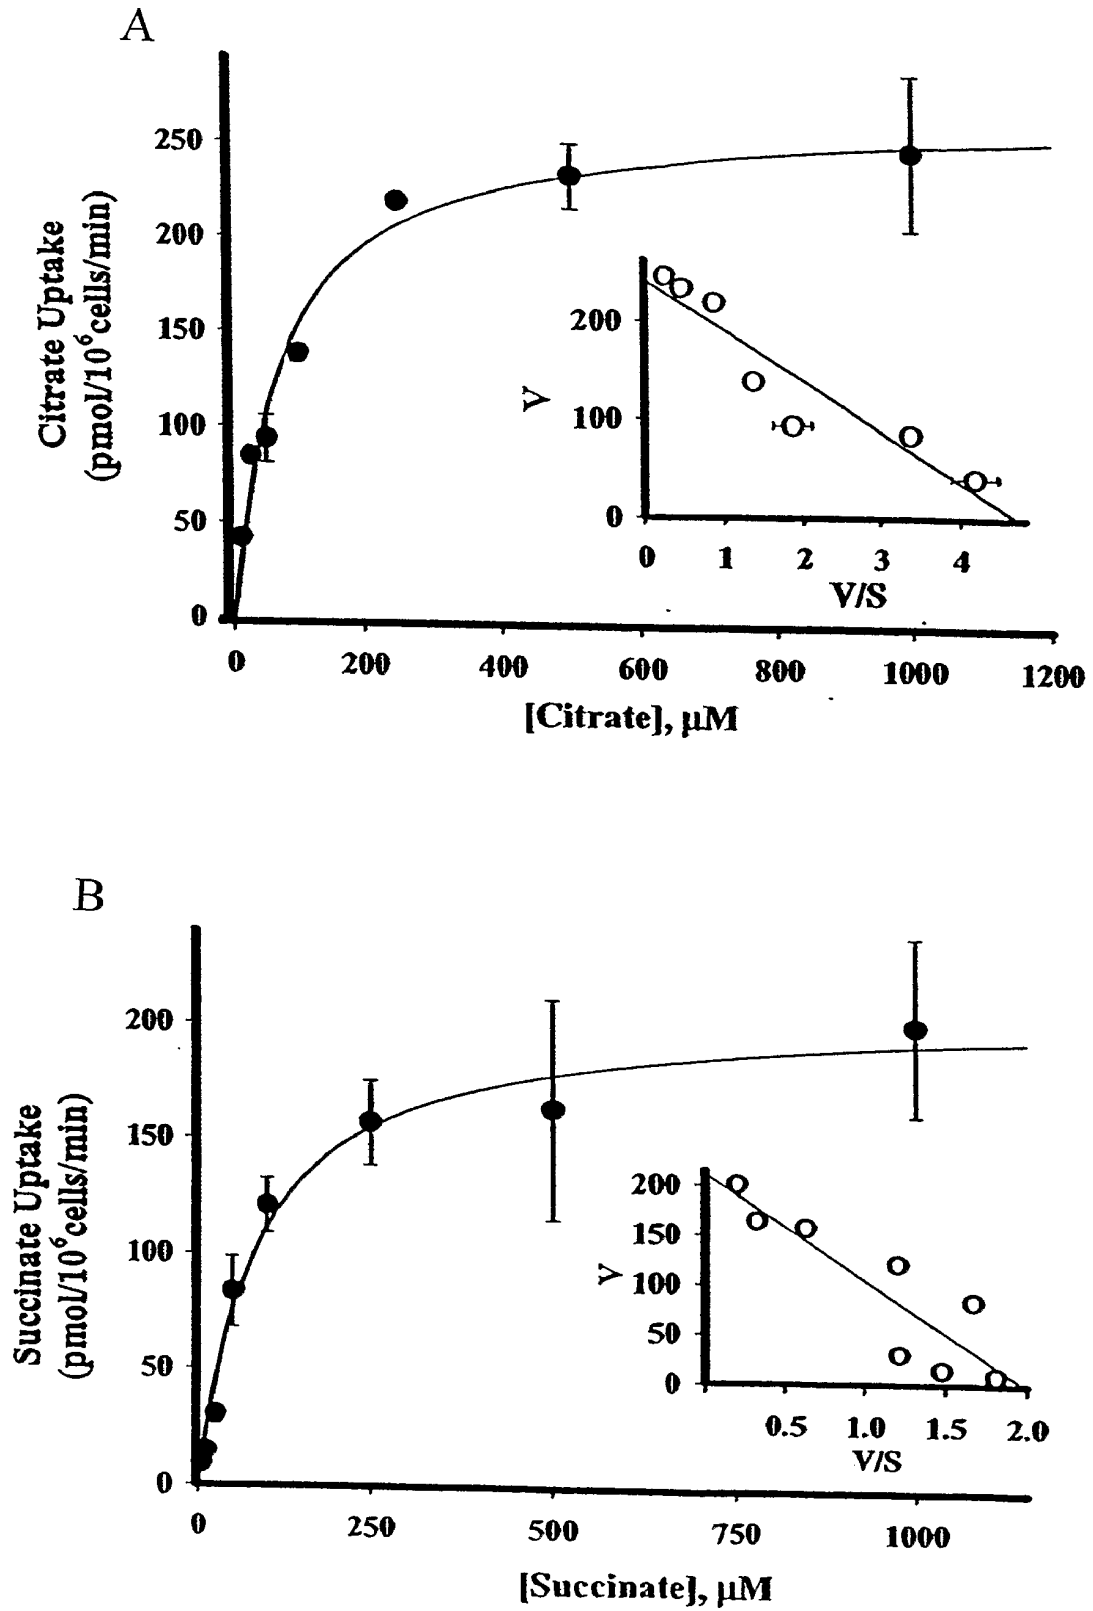 A
250
200
150
100
50
0
Citrate Uptake
(pmol/10⁶cells/min)
200
100
0
V
0 1 2 3 4
V/S
0 200 400 600 800 1000 1200
[Citrate], µM
B
200
150
100
50
0
Succinate Uptake
(pmol/10⁶cells/min)
200
150
100
50
0
V
0.5 1.0 1.5 2.0
V/S
0 250 500 750 1000
[Succinate], µM